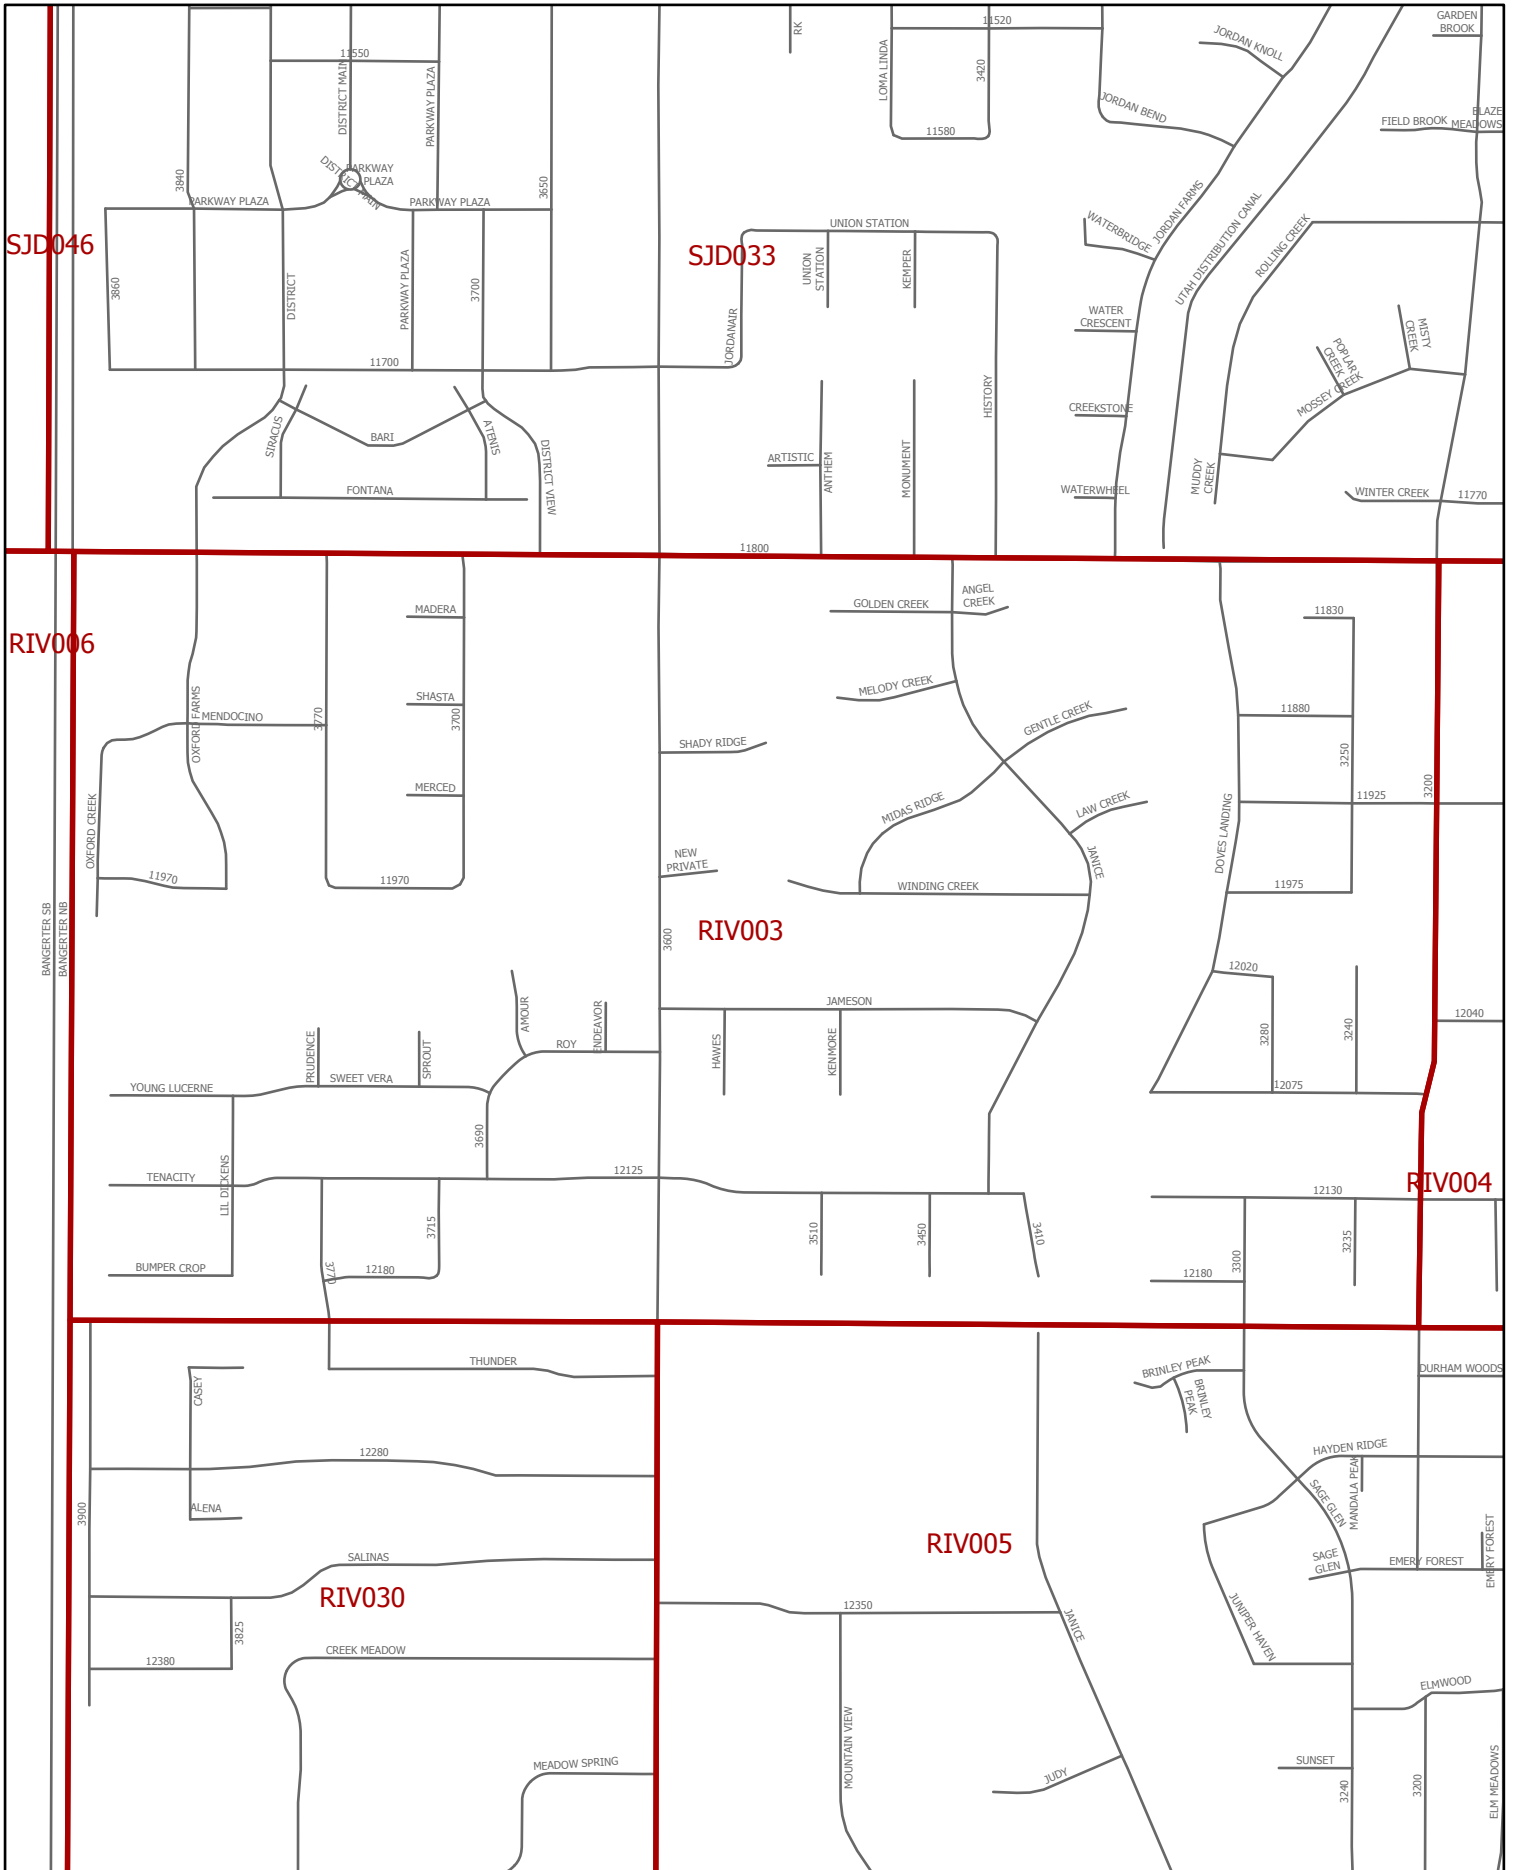 RK
11520
GARDEN
BROOK
JORDAN KNOLL
11550
DISTRICT MAIN
PARKWAY PLAZA
LOMA LINDA
3420
JORDAN BEND
11580
FIELD BROOK
BLAZE
MEADOWS
3840
DISTRICT MAIN
PARKWAY
PLAZA
3650
PARKWAY PLAZA
PARKWAY PLAZA
SJD046
SJD033
UNION STATION
UNION
STATION
KEMPER
WATERBRIDGE
JORDAN FARMS
UTAH DISTRIBUTION CANAL
ROLLING CREEK
3860
DISTRICT
PARKWAY PLAZA
3700
JORDANAIR
WATER
CRESCENT
MISTY
CREEK
POPLAR
CREEK
MOSSEY CREEK
11700
HISTORY
CREEKSTONE
SIRACUS
BARI
ATENIS
DISTRICT VIEW
ARTISTIC
ANTHEM
MONUMENT
MUDDY
CREEK
FONTANA
WATERWHEEL
WINTER CREEK
11770
11800
MADERA
GOLDEN CREEK
ANGEL
CREEK
11830
RIV006
SHASTA
MELODY CREEK
OXFORD FARMS
MENDOCINO
3770
3700
GENTLE CREEK
11880
SHADY RIDGE
3250
3200
MERCED
MIDAS RIDGE
LAW CREEK
11925
OXFORD CREEK
DOVES LANDING
NEW
PRIVATE
JANICE
11970
11970
WINDING CREEK
11975
BANGERTER SB
BANGERTER NB
3600
RIV003
12020
JAMESON
AMOUR
ENDEAVOR
12040
PRUDENCE
SPROUT
ROY
HAWES
KENMORE
3280
3240
YOUNG LUCERNE
SWEET VERA
12075
3690
TENACITY
LIL DICKENS
12125
RIV004
12130
3715
3510
3450
3410
3300
3235
BUMPER CROP
3770
12180
12180
THUNDER
BRINLEY PEAK
BRINLEY
PEAK
DURHAM WOODS
CASEY
12280
HAYDEN RIDGE
MANDALA PEAK
SAGE GLEN
3900
ALENA
RIV005
EMERY FOREST
SALINAS
SAGE
GLEN
EMERY FOREST
RIV030
12350
3825
JANICE
JUNIPER HAVEN
12380
CREEK MEADOW
ELMWOOD
MEADOW SPRING
MOUNTAIN VIEW
JUDY
SUNSET
3240
3200
ELM MEADOWS